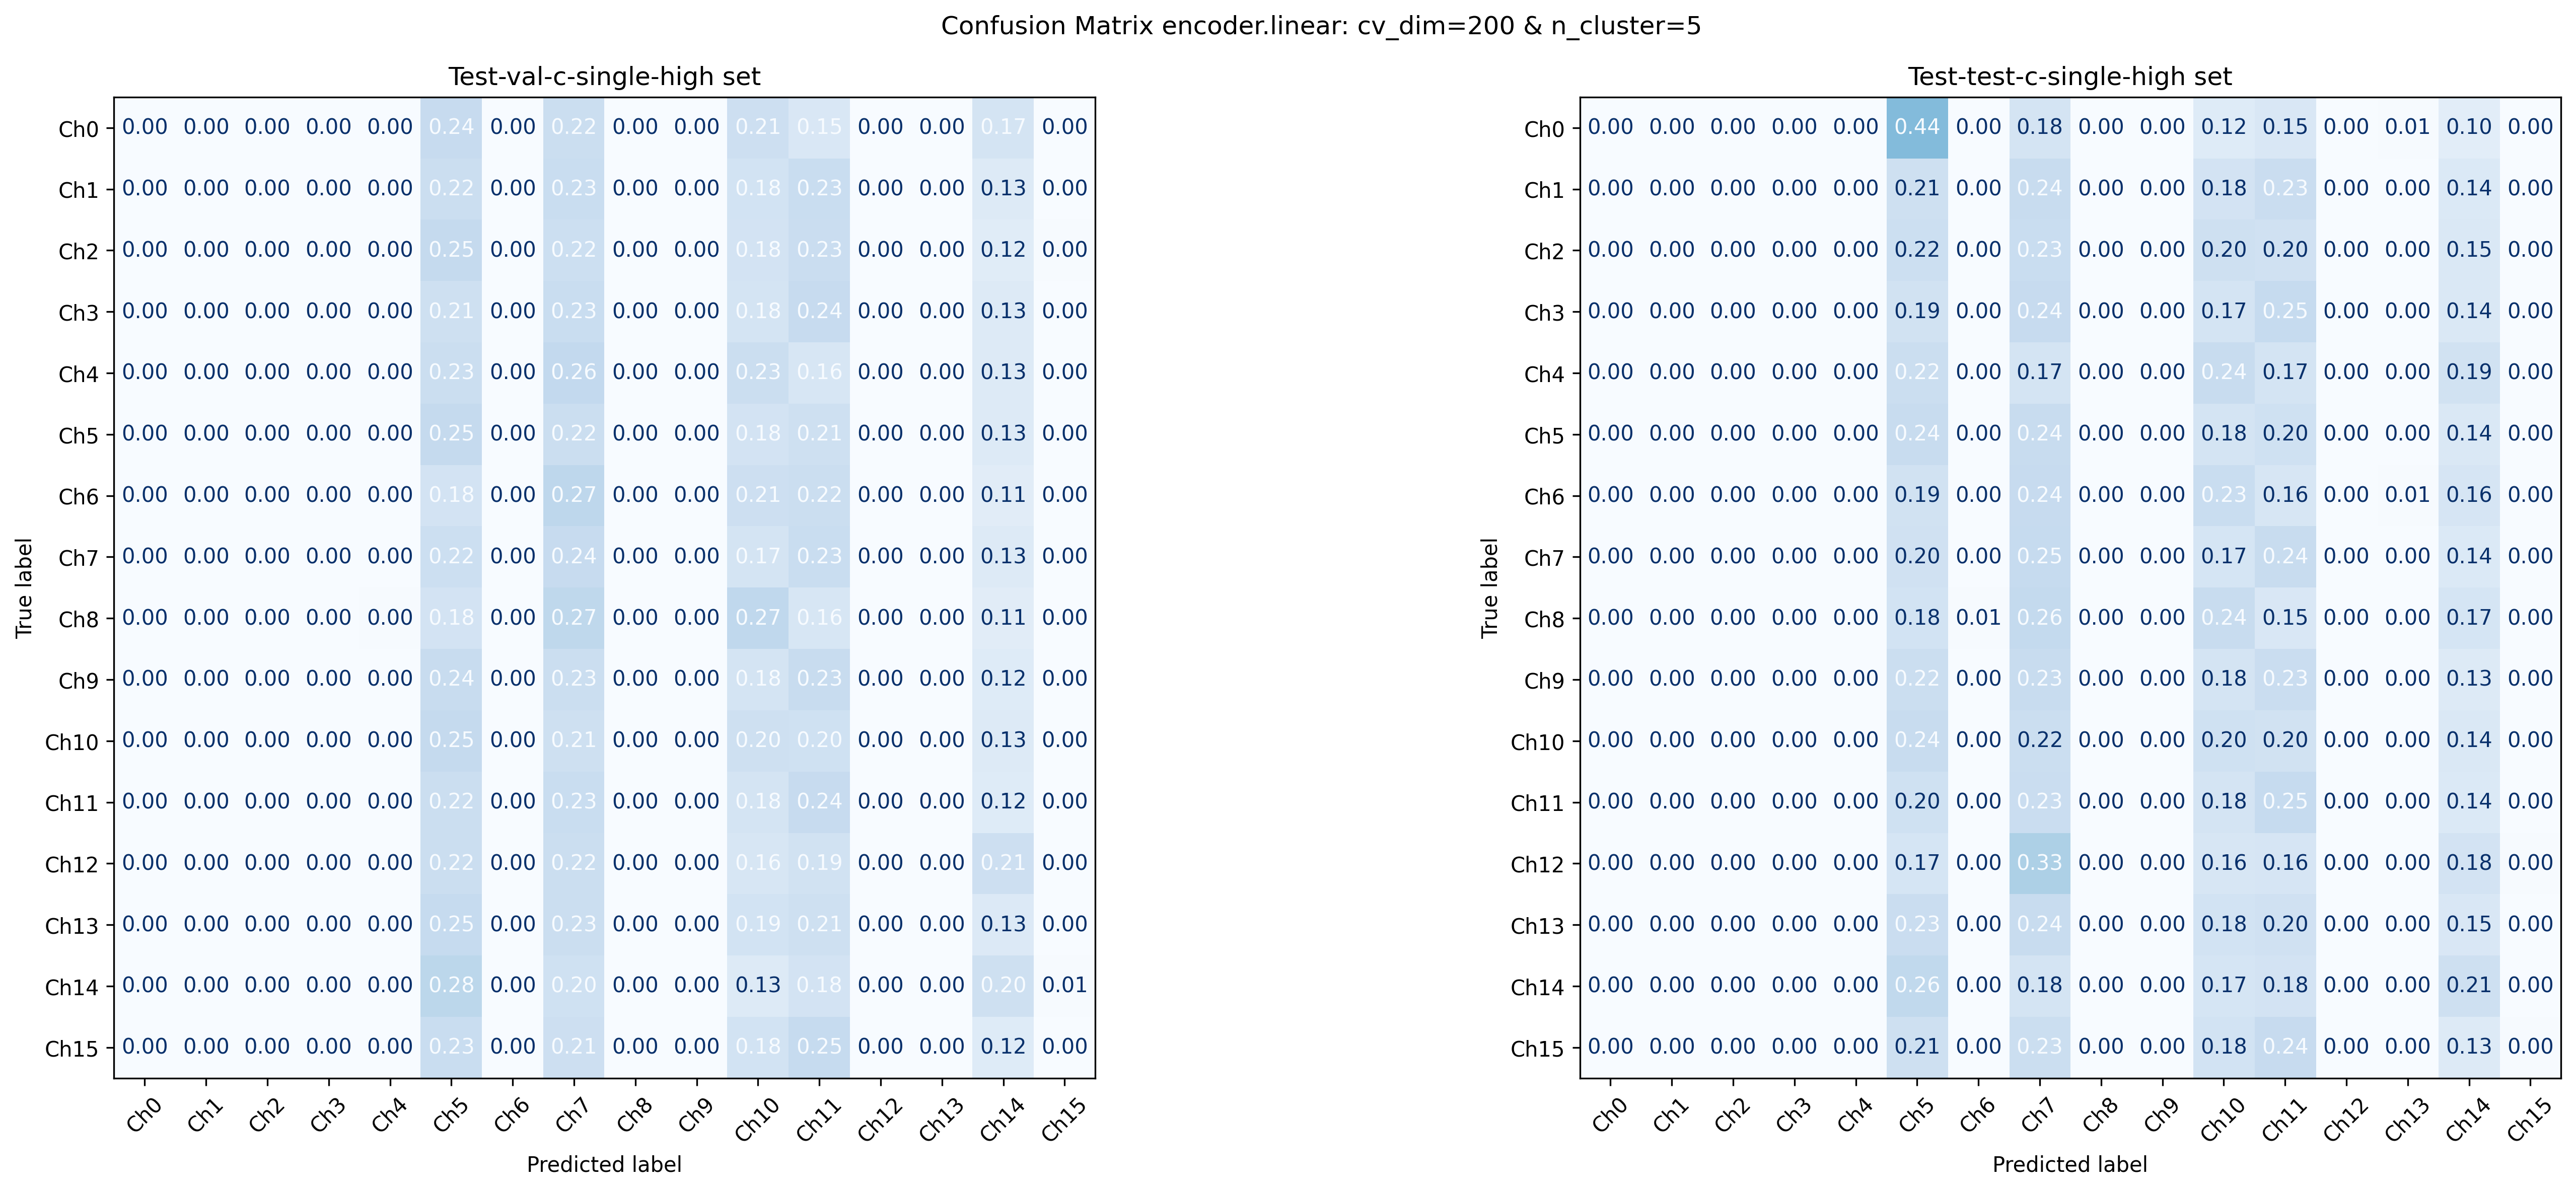 Confusion Matrix encoder.linear: cv_dim=200 & n_cluster=5
Test-val-c-single-high set
True label
Ch0 0.00 0.00 0.00 0.00 0.00 0.24 0.00 0.22 0.00 0.00 0.21 0.15 0.00 0.00 0.17 0.00
Ch1 0.00 0.00 0.00 0.00 0.00 0.22 0.00 0.23 0.00 0.00 0.18 0.23 0.00 0.00 0.13 0.00
Ch2 0.00 0.00 0.00 0.00 0.00 0.25 0.00 0.22 0.00 0.00 0.18 0.23 0.00 0.00 0.12 0.00
Ch3 0.00 0.00 0.00 0.00 0.00 0.21 0.00 0.23 0.00 0.00 0.18 0.24 0.00 0.00 0.13 0.00
Ch4 0.00 0.00 0.00 0.00 0.00 0.23 0.00 0.26 0.00 0.00 0.23 0.16 0.00 0.00 0.13 0.00
Ch5 0.00 0.00 0.00 0.00 0.00 0.25 0.00 0.22 0.00 0.00 0.18 0.21 0.00 0.00 0.13 0.00
Ch6 0.00 0.00 0.00 0.00 0.00 0.18 0.00 0.27 0.00 0.00 0.21 0.22 0.00 0.00 0.11 0.00
Ch7 0.00 0.00 0.00 0.00 0.00 0.22 0.00 0.24 0.00 0.00 0.17 0.23 0.00 0.00 0.13 0.00
Ch8 0.00 0.00 0.00 0.00 0.00 0.18 0.00 0.27 0.00 0.00 0.27 0.16 0.00 0.00 0.11 0.00
Ch9 0.00 0.00 0.00 0.00 0.00 0.24 0.00 0.23 0.00 0.00 0.18 0.23 0.00 0.00 0.12 0.00
Ch10 0.00 0.00 0.00 0.00 0.00 0.25 0.00 0.21 0.00 0.00 0.20 0.20 0.00 0.00 0.13 0.00
Ch11 0.00 0.00 0.00 0.00 0.00 0.22 0.00 0.23 0.00 0.00 0.18 0.24 0.00 0.00 0.12 0.00
Ch12 0.00 0.00 0.00 0.00 0.00 0.22 0.00 0.22 0.00 0.00 0.16 0.19 0.00 0.00 0.21 0.00
Ch13 0.00 0.00 0.00 0.00 0.00 0.25 0.00 0.23 0.00 0.00 0.19 0.21 0.00 0.00 0.13 0.00
Ch14 0.00 0.00 0.00 0.00 0.00 0.28 0.00 0.20 0.00 0.00 0.13 0.18 0.00 0.00 0.20 0.01
Ch15 0.00 0.00 0.00 0.00 0.00 0.23 0.00 0.21 0.00 0.00 0.18 0.25 0.00 0.00 0.12 0.00
Ch0 Ch1 Ch2 Ch3 Ch4 Ch5 Ch6 Ch7 Ch8 Ch9 Ch10 Ch11 Ch12 Ch13 Ch14 Ch15
Predicted label
Test-test-c-single-high set
True label
Ch0 0.00 0.00 0.00 0.00 0.00 0.44 0.00 0.18 0.00 0.00 0.12 0.15 0.00 0.01 0.10 0.00
Ch1 0.00 0.00 0.00 0.00 0.00 0.21 0.00 0.24 0.00 0.00 0.18 0.23 0.00 0.00 0.14 0.00
Ch2 0.00 0.00 0.00 0.00 0.00 0.22 0.00 0.23 0.00 0.00 0.20 0.20 0.00 0.00 0.15 0.00
Ch3 0.00 0.00 0.00 0.00 0.00 0.19 0.00 0.24 0.00 0.00 0.17 0.25 0.00 0.00 0.14 0.00
Ch4 0.00 0.00 0.00 0.00 0.00 0.22 0.00 0.17 0.00 0.00 0.24 0.17 0.00 0.00 0.19 0.00
Ch5 0.00 0.00 0.00 0.00 0.00 0.24 0.00 0.24 0.00 0.00 0.18 0.20 0.00 0.00 0.14 0.00
Ch6 0.00 0.00 0.00 0.00 0.00 0.19 0.00 0.24 0.00 0.00 0.23 0.16 0.00 0.01 0.16 0.00
Ch7 0.00 0.00 0.00 0.00 0.00 0.20 0.00 0.25 0.00 0.00 0.17 0.24 0.00 0.00 0.14 0.00
Ch8 0.00 0.00 0.00 0.00 0.00 0.18 0.01 0.26 0.00 0.00 0.24 0.15 0.00 0.00 0.17 0.00
Ch9 0.00 0.00 0.00 0.00 0.00 0.22 0.00 0.23 0.00 0.00 0.18 0.23 0.00 0.00 0.13 0.00
Ch10 0.00 0.00 0.00 0.00 0.00 0.24 0.00 0.22 0.00 0.00 0.20 0.20 0.00 0.00 0.14 0.00
Ch11 0.00 0.00 0.00 0.00 0.00 0.20 0.00 0.23 0.00 0.00 0.18 0.25 0.00 0.00 0.14 0.00
Ch12 0.00 0.00 0.00 0.00 0.00 0.17 0.00 0.33 0.00 0.00 0.16 0.16 0.00 0.00 0.18 0.00
Ch13 0.00 0.00 0.00 0.00 0.00 0.23 0.00 0.24 0.00 0.00 0.18 0.20 0.00 0.00 0.15 0.00
Ch14 0.00 0.00 0.00 0.00 0.00 0.26 0.00 0.18 0.00 0.00 0.17 0.18 0.00 0.00 0.21 0.00
Ch15 0.00 0.00 0.00 0.00 0.00 0.21 0.00 0.23 0.00 0.00 0.18 0.24 0.00 0.00 0.13 0.00
Ch0 Ch1 Ch2 Ch3 Ch4 Ch5 Ch6 Ch7 Ch8 Ch9 Ch10 Ch11 Ch12 Ch13 Ch14 Ch15
Predicted label